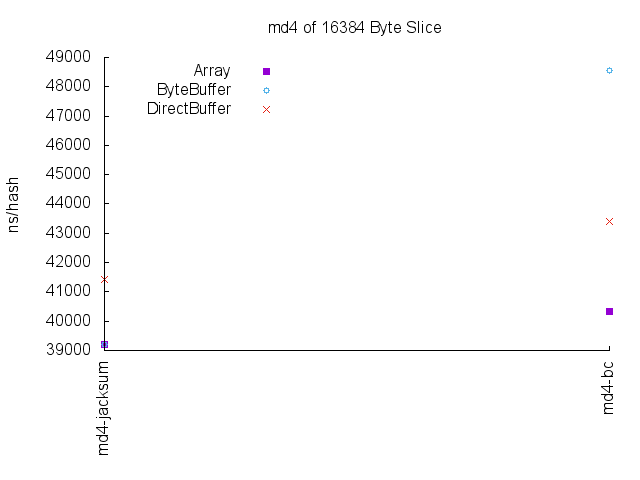 md4 of 16384 Byte Slice
49000
48000
47000
46000
45000
44000
43000
42000
41000
40000
39000
ns/hash
Array
ByteBuffer
DirectBuffer
md4-jacksum
md4-bc